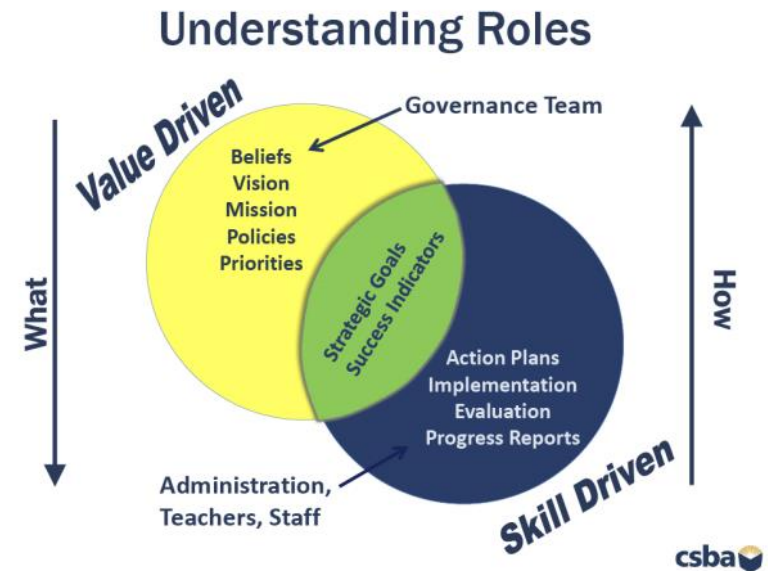 Understanding Roles
Value Driven
Governance Team
Beliefs
Vision
Mission
Policies
Priorities
Strategic Goals
Success Indicators
What
How
Action Plans
Implementation
Evaluation
Progress Reports
Administration,
Teachers, Staff
Skill Driven
csba